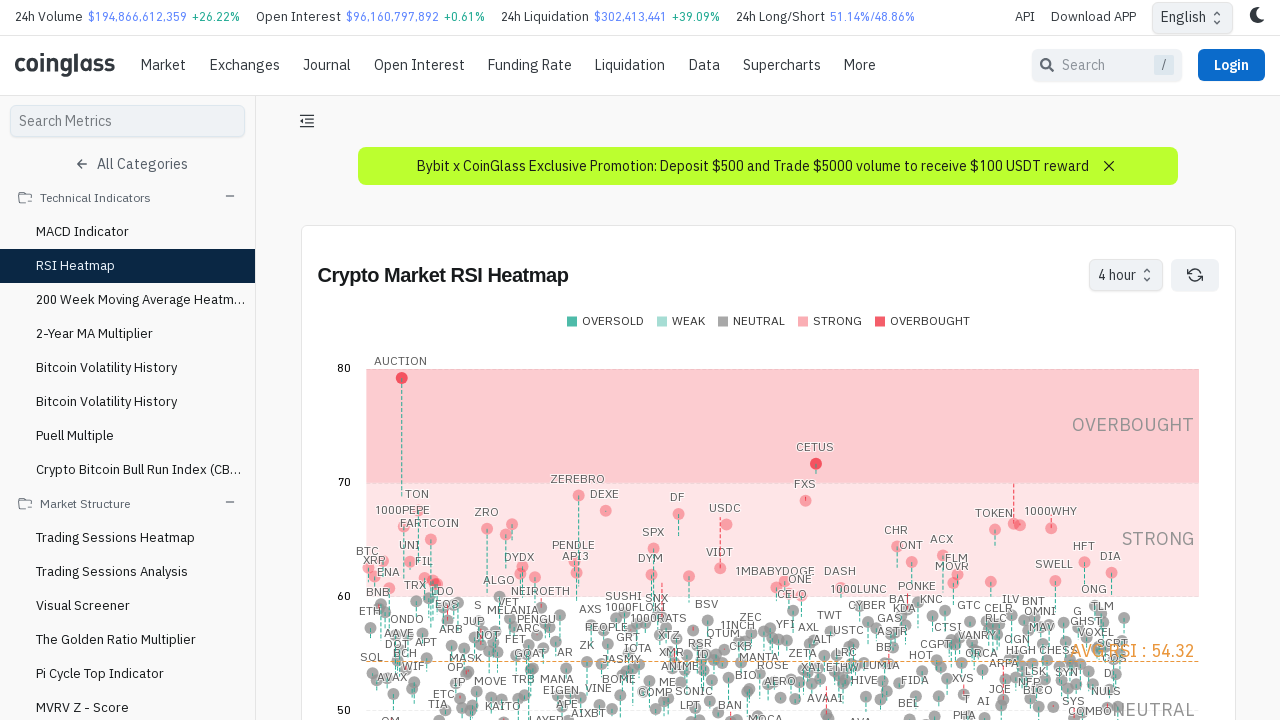 24h Volume $194,866,612,359 +26.22% Open Interest $96,160,797,892 +0.61% 24h Liquidation $302,413,441 +39.09% 24h Long/Short 51.14%/48.86% API Download APP English
coinglass Market Exchanges Journal Open Interest Funding Rate Liquidation Data Supercharts More Search / Login
Search Metrics
All Categories
Technical Indicators
MACD Indicator
RSI Heatmap
200 Week Moving Average Heatm...
2-Year MA Multiplier
Bitcoin Volatility History
Bitcoin Volatility History
Puell Multiple
Crypto Bitcoin Bull Run Index (CB...
Market Structure
Trading Sessions Heatmap
Trading Sessions Analysis
Visual Screener
The Golden Ratio Multiplier
Pi Cycle Top Indicator
MVRV Z - Score
Bybit x CoinGlass Exclusive Promotion: Deposit $500 and Trade $5000 volume to receive $100 USDT reward
Crypto Market RSI Heatmap
4 hour
OVERSOLD WEAK NEUTRAL STRONG OVERBOUGHT
AUCTION
80
OVERBOUGHT
CETUS
ZEREBRO
70
FXS
TON DEXE DF
1000PEPE ZRO USDC TOKEN 1000WHY
FARTCOIN
SPX CHR
STRONG
UNI PENDLE ONT ACX HFT
BTC VIDT
XRP FIL DYDX API3 DYM FLM DIA
ENA 1MBABYDOGE DASH MOVR SWELL
TRX ALGO ONE PONKE
BNB LDO NEIROETH CELO 1000LUNC ONG
60
SUSHI SNX BAT KNC ILV BNT
ETH EOS S MELANIA AXS 1000FLOKI BSV CYBER KDA GTC CELR OMNI G TLM
ONDO JUP PENGU 1000RATS ZEC TWT GAS RLC GHST
ARB ARC PEOPLE 1INCH YFI AXL USTC ASTR CTSI MAV VOXEL
AAVE NOT FET GRT XTZ QTUM ALT VANRY
DOT APT ZK IOTA RSR CKB CGPT
BCH GOAT AR XMR ID ZETA LRC BB ORCA HIGH CHESS
AVG RSI : 54.32
SOL MASK JASMY MANTA HOT
WIF OP ANIME ROSE LUMIA ARPA COS
AVAX MOVE TRB MANA BOME ME BIO AERO HIVE FIDA XVS LSK SYN
IP EIGEN VINE COMP SONIC JOE NFP BICO NULS
ETC KAITO APE LPT BAN AVAAI BEL T AI SYS
TIA
50
AIXBT PHA COMBO
NEUTRAL